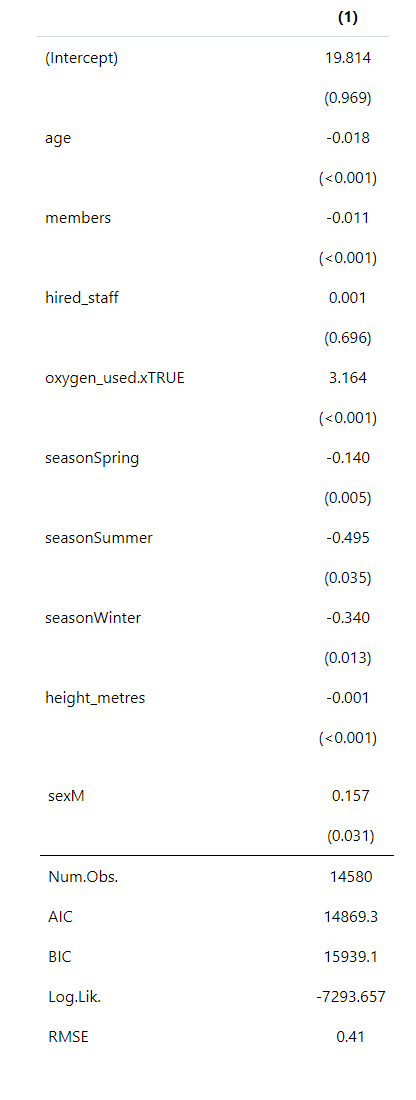 (1)
(Intercept) 19.814
(0.969)
age -0.018
(<0.001)
members -0.011
(<0.001)
hired_staff 0.001
(0.696)
oxygen_used.xTRUE 3.164
(<0.001)
seasonSpring -0.140
(0.005)
seasonSummer -0.495
(0.035)
seasonWinter -0.340
(0.013)
height_metres -0.001
(<0.001)
sexM 0.157
(0.031)
Num.Obs. 14580
AIC 14869.3
BIC 15939.1
Log.Lik. -7293.657
RMSE 0.41